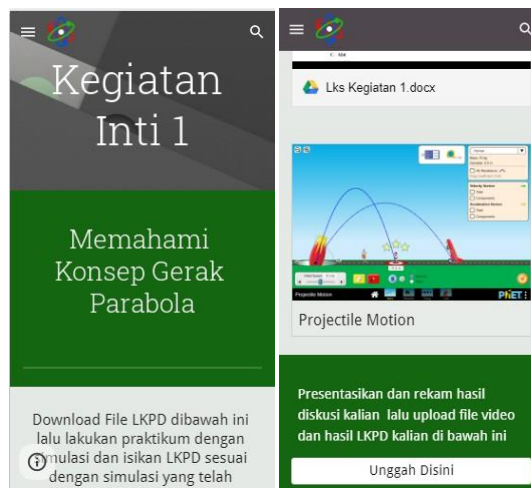 Kegiatan
Inti 1
Memahami
Konsep Gerak
Parabola
Download File LKPD dibawah ini
lalu lakukan praktikum dengan
simulasi dan isikan LKPD sesuai
dengan simulasi yang telah
Lks Kegiatan 1.docx
Projectile Motion
PhET
Projectile Motion
Presentasikan dan rekam hasil
diskusi kalian lalu upload file video
dan hasil LKPD kalian di bawah ini
Unggah Disini